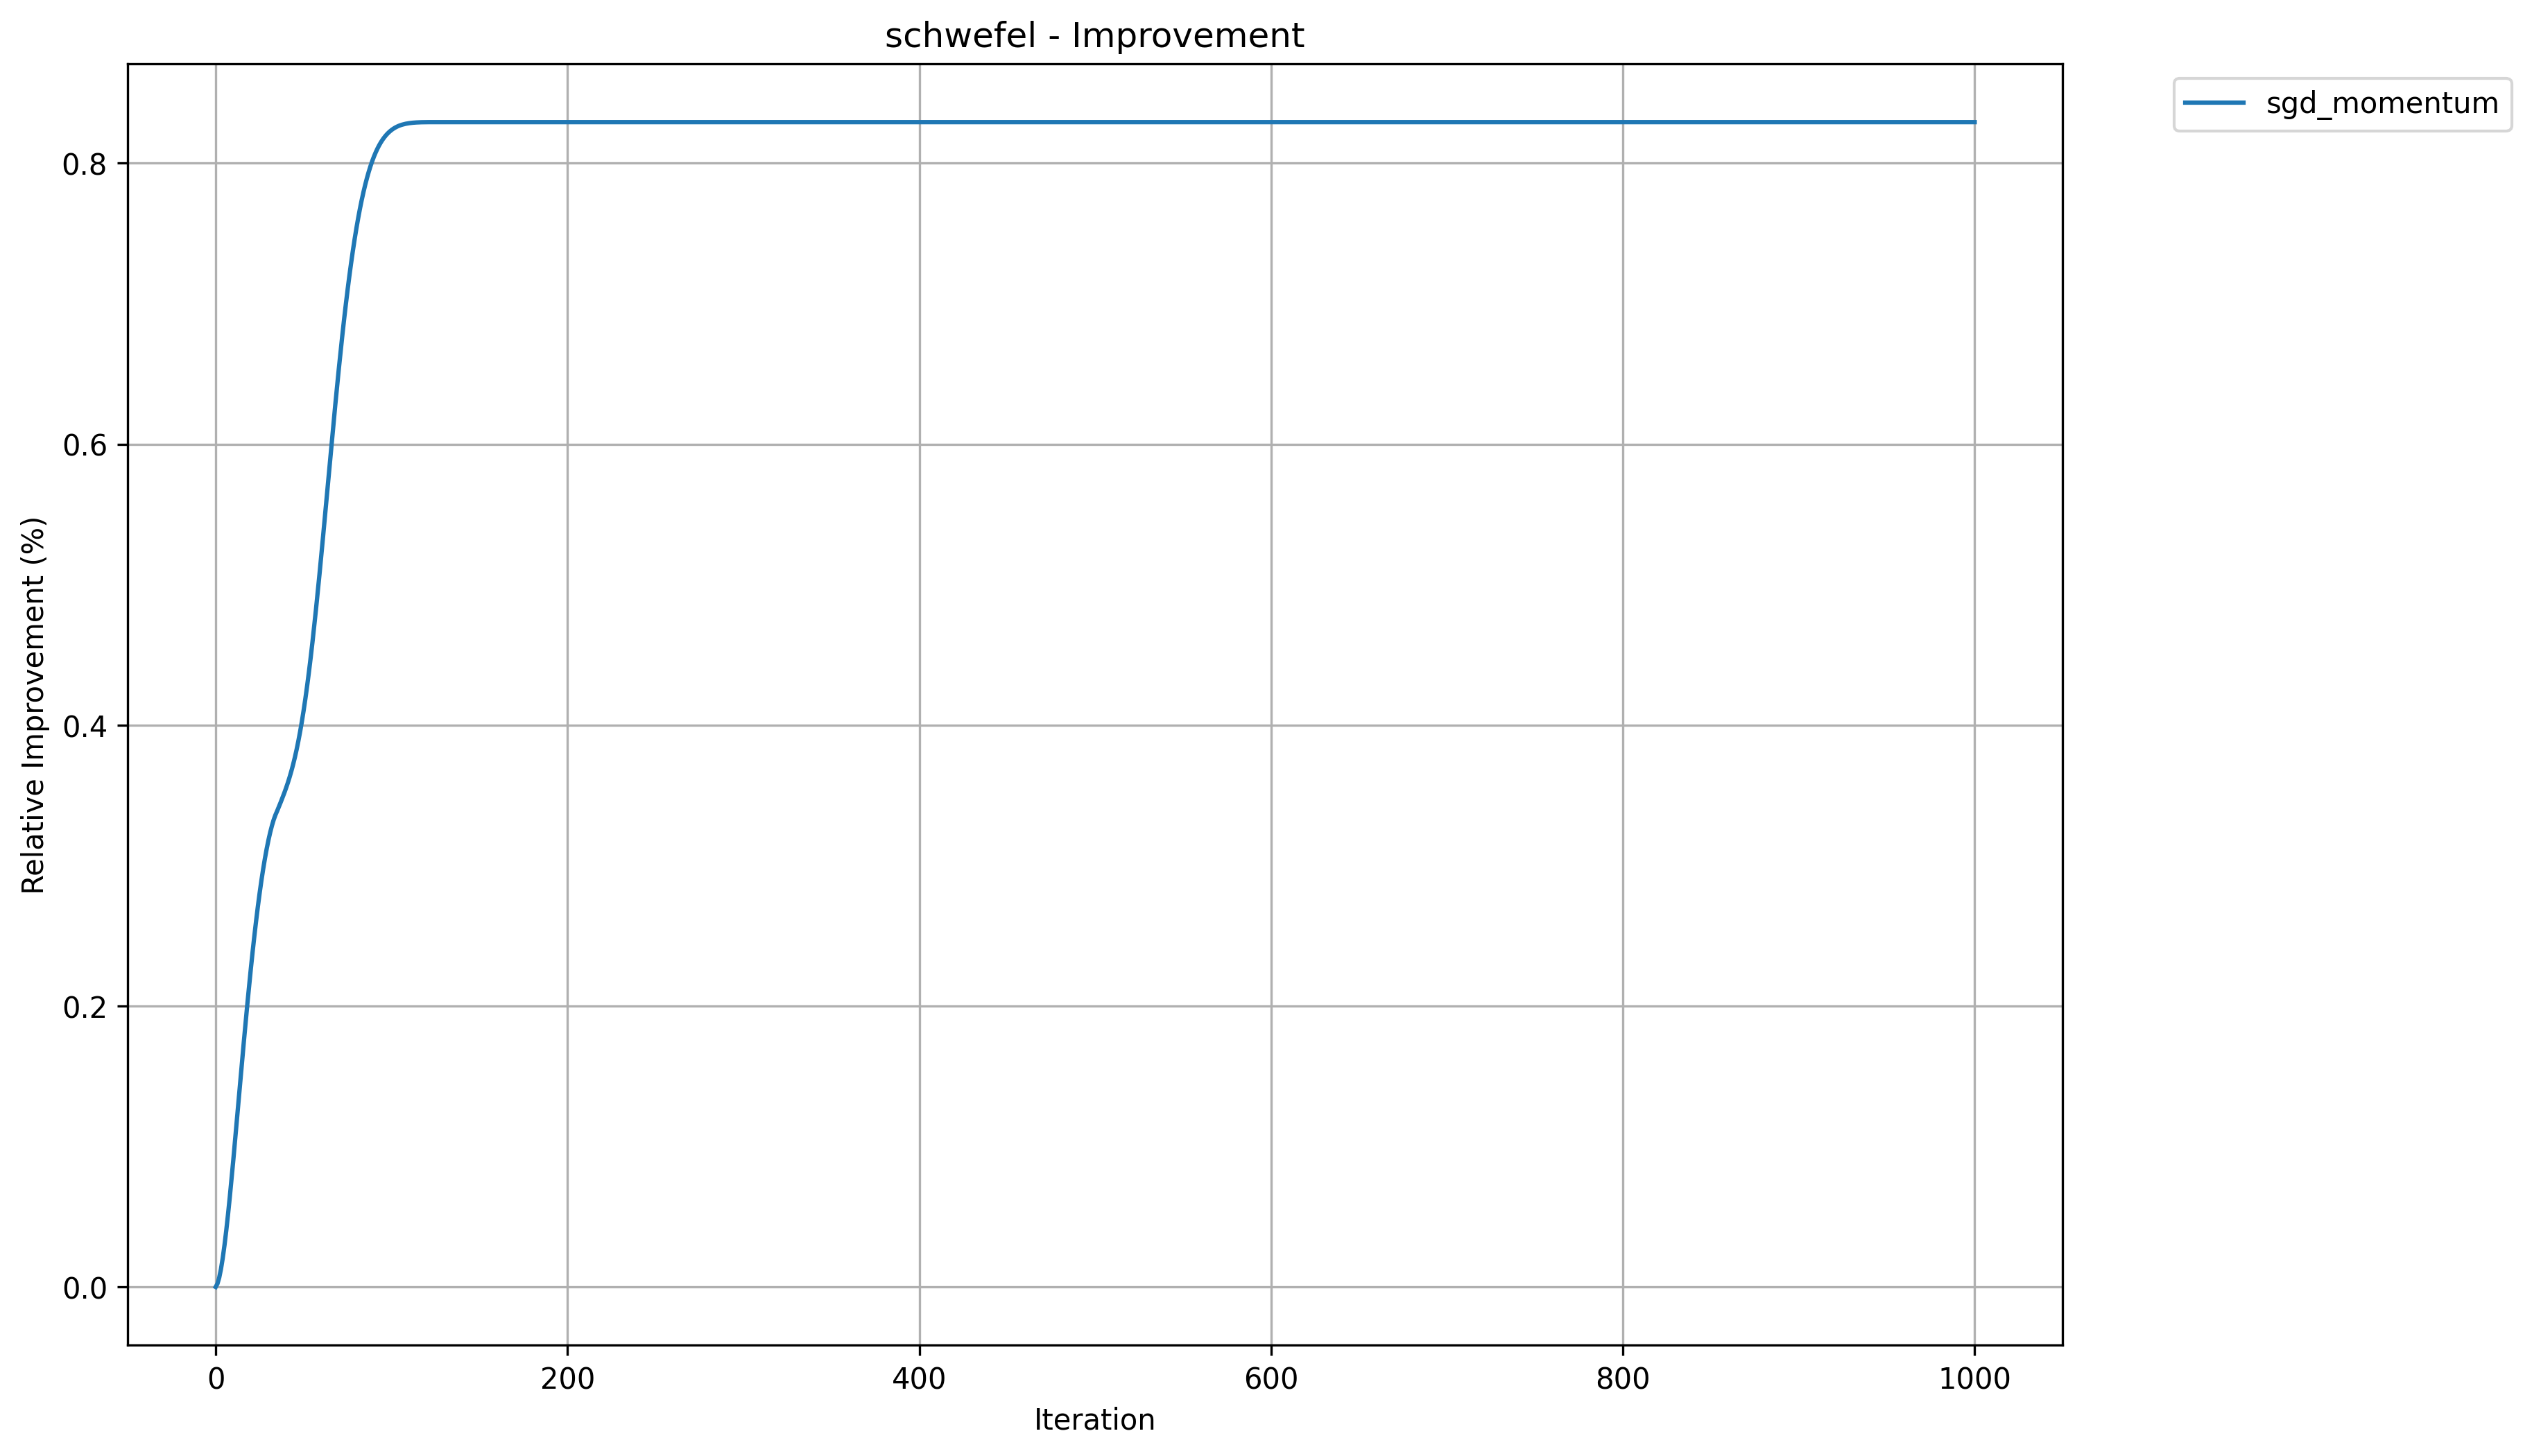 schwefel - Improvement
sgd_momentum
Relative Improvement (%)
0.8
0.6
0.4
0.2
0.0
0 200 400 600 800 1000
Iteration